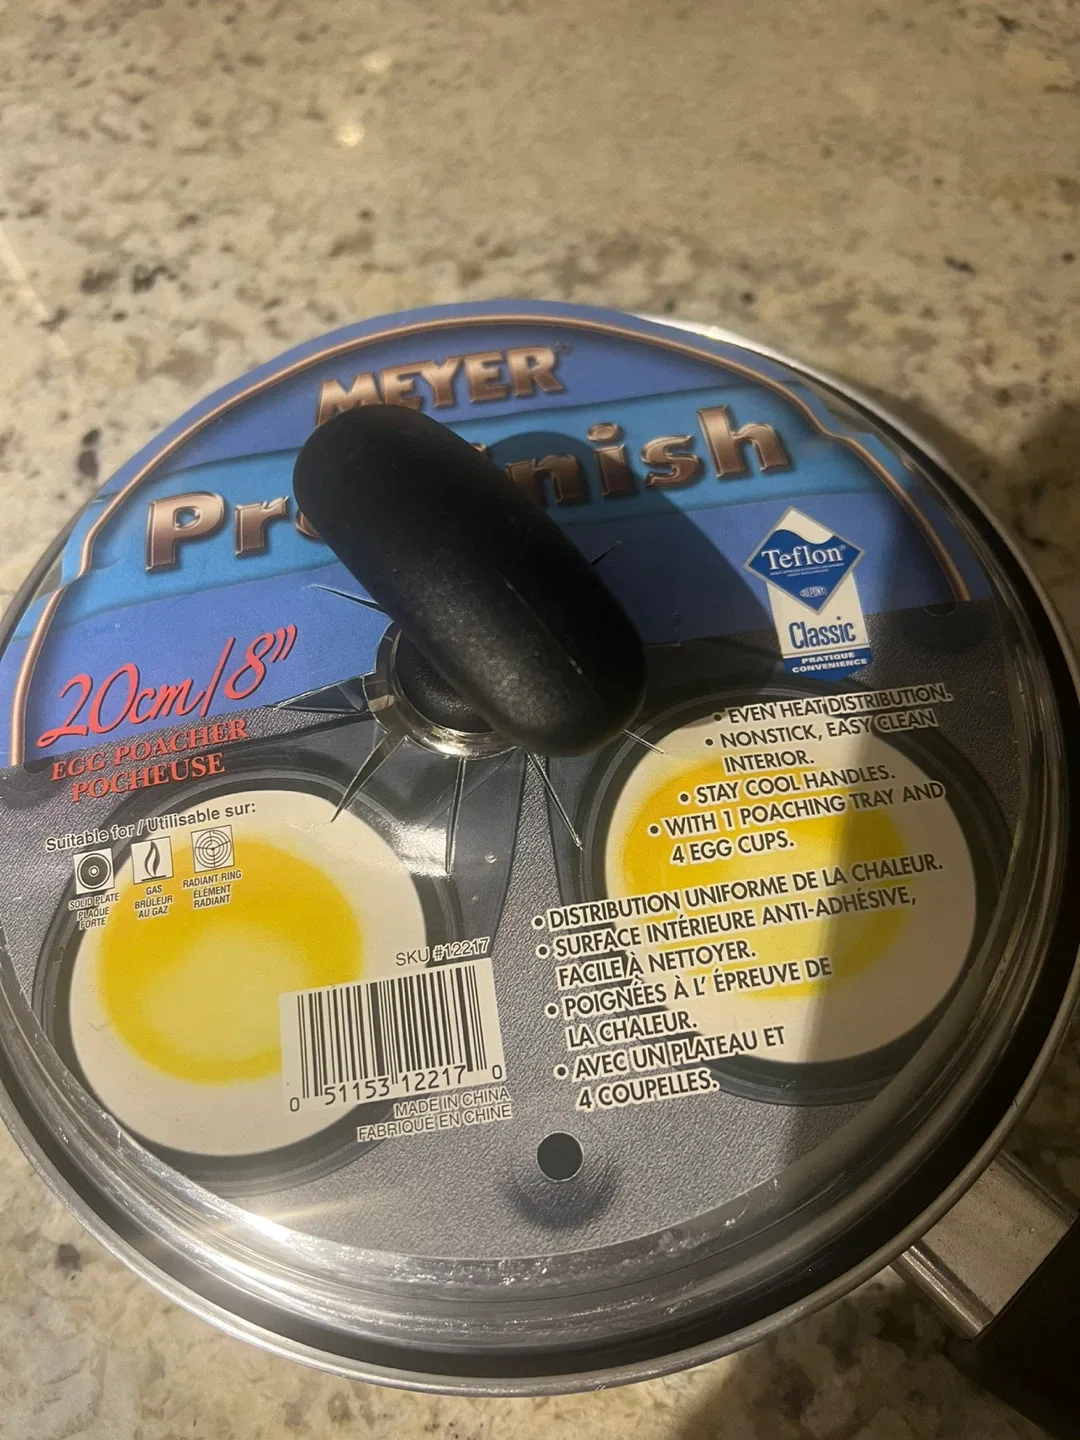 MEYER
Pr nish
Teflon®
DU PONT
Classic
PRATIQUE
CONVENIENCE
20cm/8"
EGG POACHER
POCHEUSE
Suitable for / Utilisable sur:
SOLID PLATE
PLAQUE
FORTE
GAS
BRÛLEUR
AU GAZ
RADIANT RING
ÉLÉMENT
RADIANT
• EVEN HEAT DISTRIBUTION.
• NONSTICK, EASY CLEAN
INTERIOR.
• STAY COOL HANDLES.
• WITH 1 POACHING TRAY AND
4 EGG CUPS.
• DISTRIBUTION UNIFORME DE LA CHALEUR.
• SURFACE INTÉRIEURE ANTI-ADHÉSIVE,
FACILE À NETTOYER.
• POIGNÉES À L' ÉPREUVE DE
LA CHALEUR.
• AVEC UN PLATEAU ET
4 COUPELLES.
SKU #12217
0 51153 12217 0
MADE IN CHINA
FABRIQUE EN CHINE